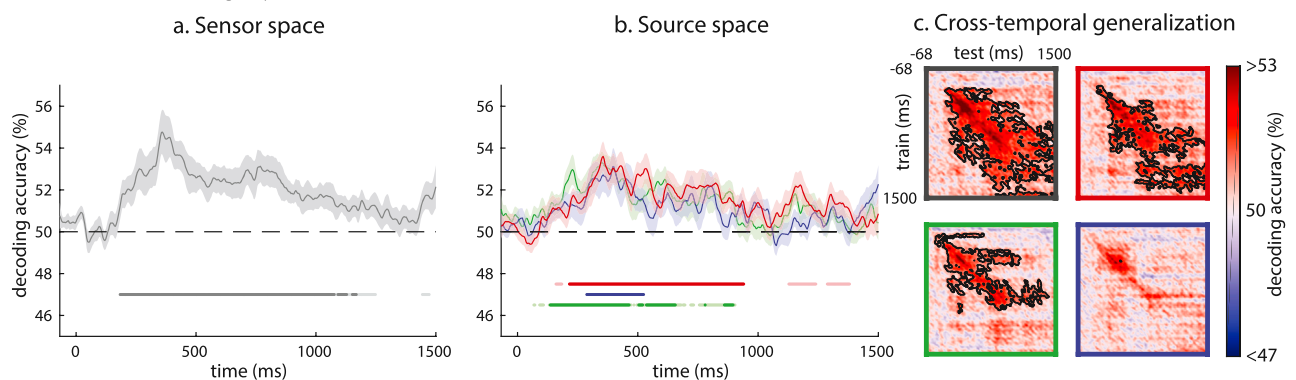 a. Sensor space
b. Source space
c. Cross-temporal generalization
decoding accuracy (%)
56
54
52
50
48
46
0
500
1000
1500
time (ms)
decoding accuracy (%)
56
54
52
50
48
46
0
500
1000
1500
time (ms)
-68
test (ms)
1500
-68
train (ms)
1500
>53
50
<47
decoding accuracy (%)